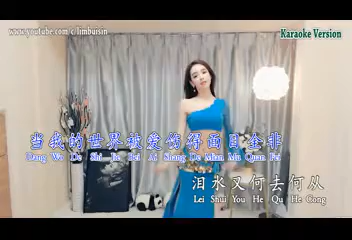 www.youtube.com/c/limbuisin
Karaoke Version
当我的世界被爱伤得面目全非
Dang Wo De Shi Jie Bei Ai Shang De Mian Mu Quan Fei
泪水又何去何从
Lei Shui You He Qu He Cong